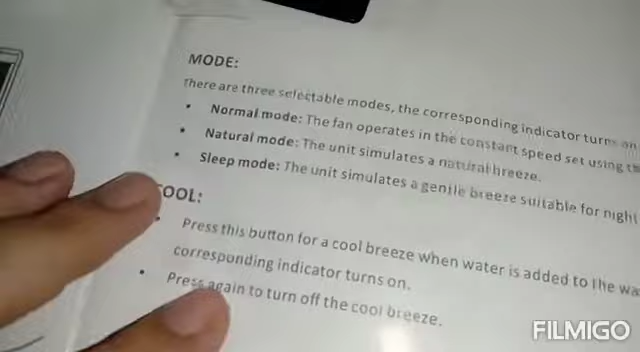 MODE:
There are three selectable modes, the corresponding indicator turns on
• Normal mode: The fan operates in the constant speed set using
• Natural mode: The unit simulates a natural breeze.
• Sleep mode: The unit simulates a gentle breeze suitable for night
COOL:
• Press this button for a cool breeze when water is added to the
corresponding indicator turns on.
• Press again to turn off the cool breeze.
FILMIGO